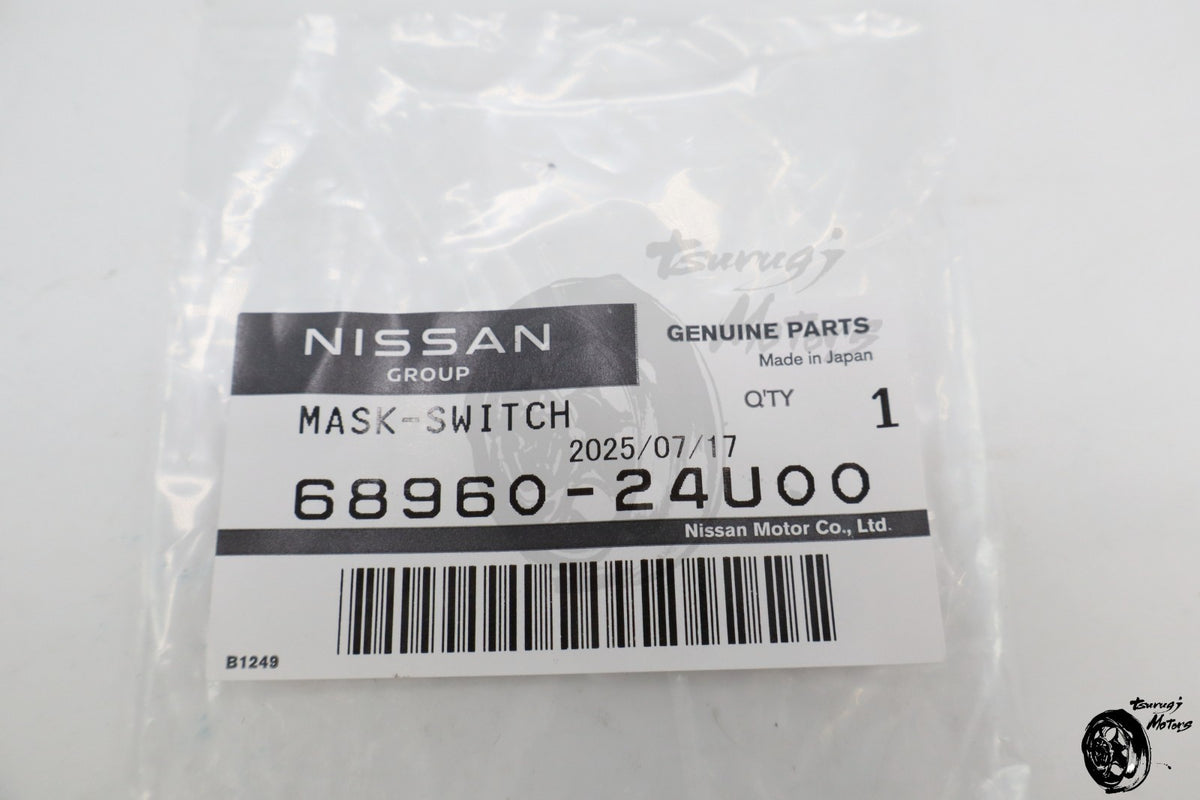 tsurugi
Motors
NISSAN
GROUP
GENUINE PARTS
Made in Japan
MASK-SWITCH
Q'TY 1
2025/07/17
68960-24U00
Nissan Motor Co., Ltd.
B1249
tsurugi
Motors